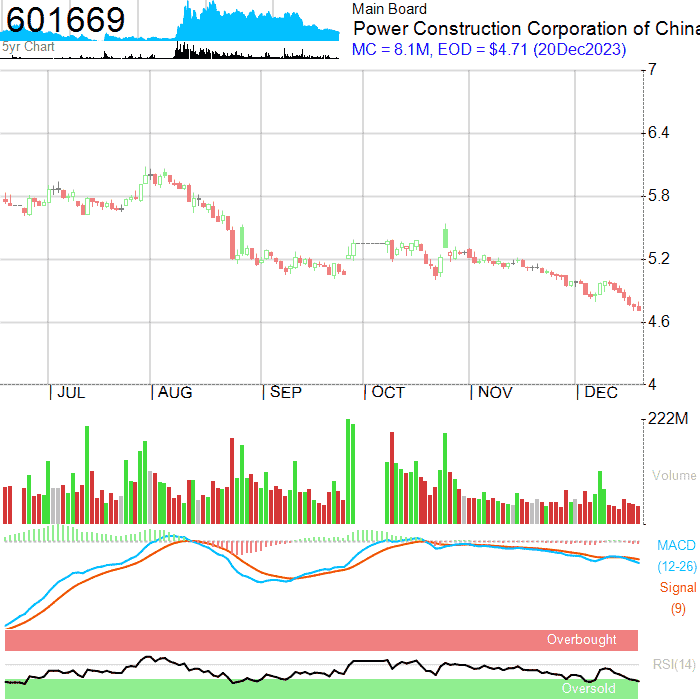 601669
5yr Chart
Main Board
Power Construction Corporation of China
MC = 8.1M, EOD = $4.71 (20Dec2023)
7
6.4
5.8
5.2
4.6
4
JUL
AUG
SEP
OCT
NOV
DEC
222M
Volume
MACD
(12-26)
Signal
(9)
Overbought
RSI(14)
Oversold